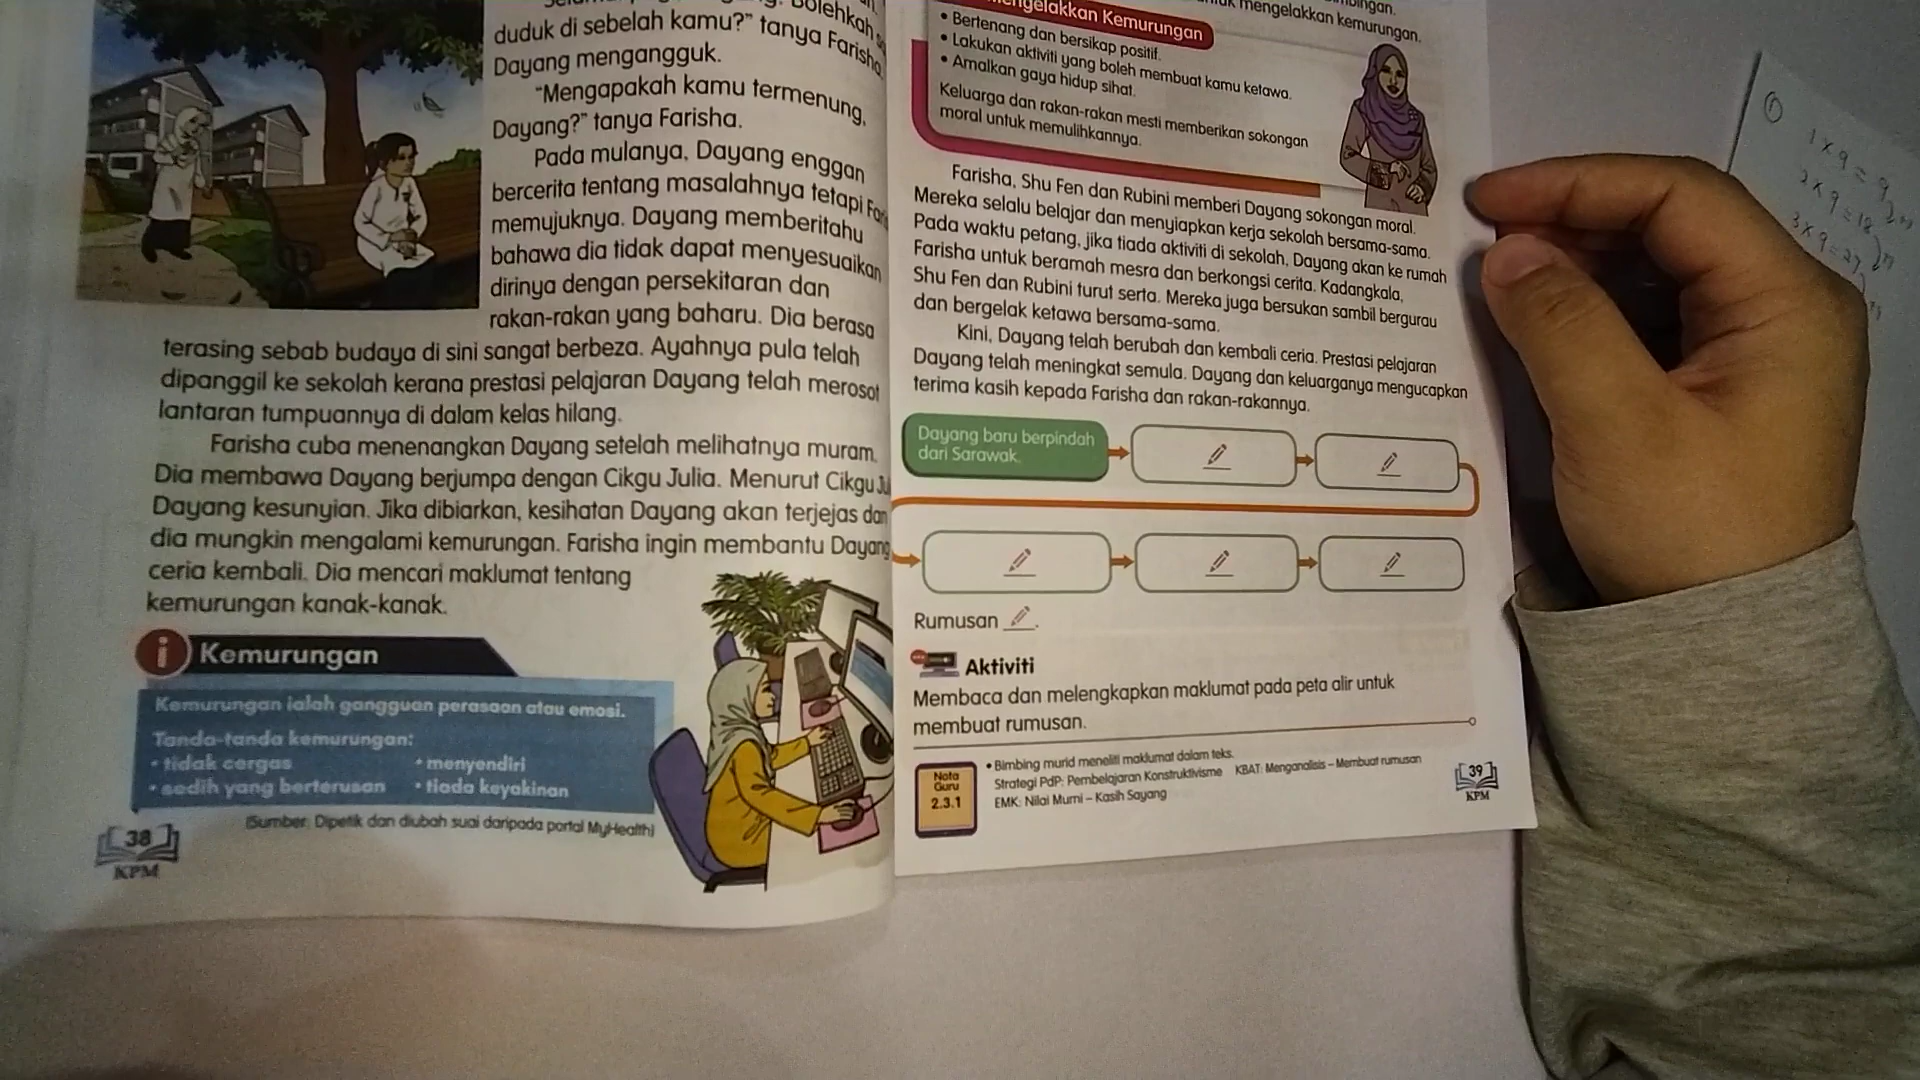 Bolehkah
duduk di sebelah kamu?" tanya Farisha.
Dayang mengangguk.
"Mengapakah kamu termenung,
Dayang?" tanya Farisha.
Pada mulanya, Dayang enggan
bercerita tentang masalahnya tetapi
memujuknya. Dayang memberitahu
bahawa dia tidak dapat menyesuaikan
dirinya dengan persekitaran dan
rakan-rakan yang baharu. Dia berasa
terasing sebab budaya di sini sangat berbeza. Ayahnya pula telah
dipanggil ke sekolah kerana prestasi pelajaran Dayang telah merosot
lantaran tumpuannya di dalam kelas hilang.
Farisha cuba menenangkan Dayang setelah melihatnya muram.
Dia membawa Dayang berjumpa dengan Cikgu Julia. Menurut Cikgu
Dayang kesunyian. Jika dibiarkan, kesihatan Dayang akan terjejas dan
dia mungkin mengalami kemurungan. Farisha ingin membantu Dayang
ceria kembali. Dia mencari maklumat tentang
kemurungan kanak-kanak.
i Kemurungan
Kemurungan ialah gangguan perasaan atau emosi.
Tanda-tanda kemurungan:
• tidak cergas • menyendiri
• sedih yang berterusan • tiada keyakinan
(Sumber: Dipetik dan diubah suai daripada portal MyHealth)
38
KPM
mengelakkan kemurungan.
Kemurungan
• Bertenang dan bersikap positif.
• Lakukan aktiviti yang boleh membuat kamu ketawa.
• Amalkan gaya hidup sihat.
Keluarga dan rakan-rakan mesti memberikan sokongan
moral untuk memulihkannya.
Farisha, Shu Fen dan Rubini memberi Dayang sokongan moral.
Mereka selalu belajar dan menyiapkan kerja sekolah bersama-sama.
Pada waktu petang, jika tiada aktiviti di sekolah, Dayang akan ke rumah
Farisha untuk beramah mesra dan berkongsi cerita. Kadangkala,
Shu Fen dan Rubini turut serta. Mereka juga bersukan sambil bergurau
dan bergelak ketawa bersama-sama.
Kini, Dayang telah berubah dan kembali ceria. Prestasi pelajaran
Dayang telah meningkat semula. Dayang dan keluarganya mengucapkan
terima kasih kepada Farisha dan rakan-rakannya.
Dayang baru berpindah
dari Sarawak.
Rumusan
Aktiviti
Membaca dan melengkapkan maklumat pada peta alir untuk
membuat rumusan.
Nota
Guru
2.3.1
• Bimbing murid meneliti maklumat dalam teks.
Strategi PdP: Pembelajaran Konstruktivisme KBAT: Menganalisis – Membuat rumusan
EMK: Nilai Murni – Kasih Sayang
39
KPM
1 x 9 = 9
2 x 9 = 18
3 x 9 = 27